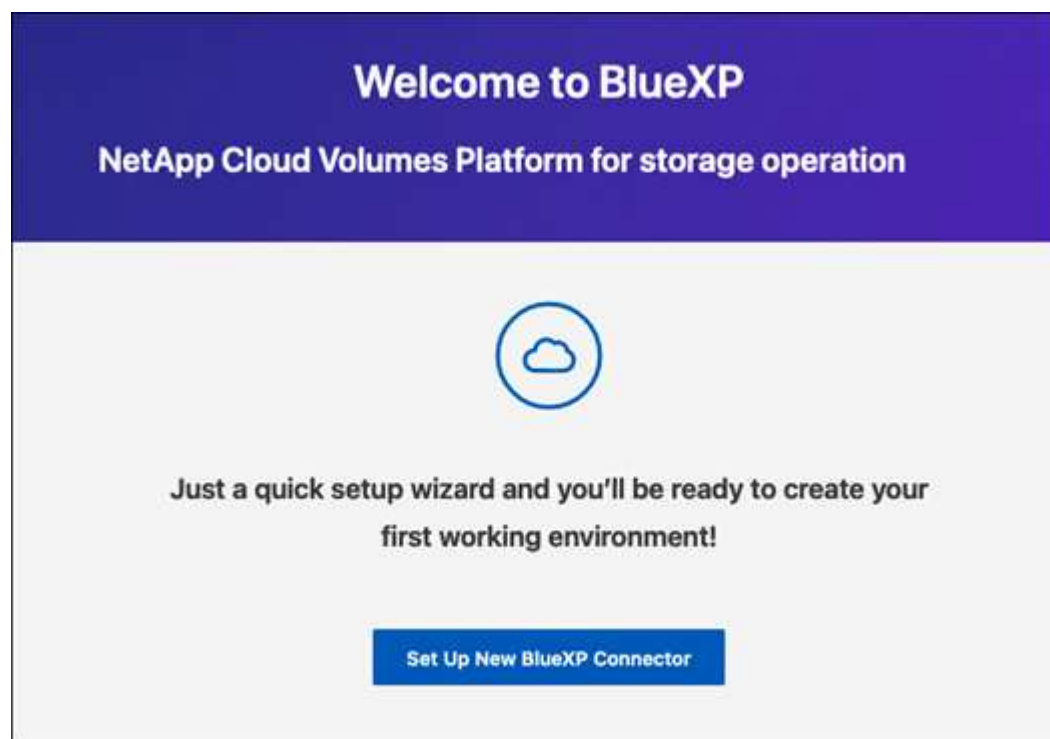 Welcome to BlueXP
NetApp Cloud Volumes Platform for storage operation
Just a quick setup wizard and you’ll be ready to create your
first working environment!
Set Up New BlueXP Connector